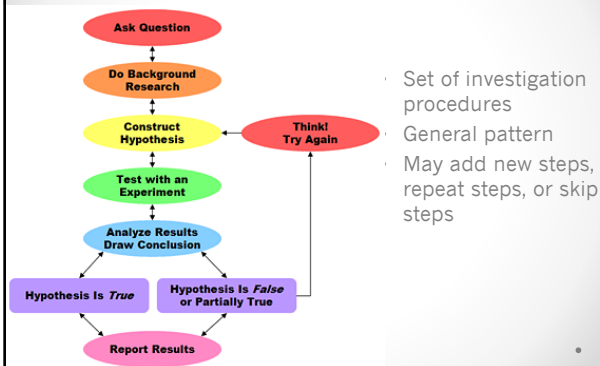 Ask Question
Do Background
Research
Construct
Hypothesis
Think!
Try Again
Test with an
Experiment
Analyze Results
Draw Conclusion
Hypothesis Is True
Hypothesis Is False
or Partially True
Report Results
Set of investigation
procedures
General pattern
May add new steps,
repeat steps, or skip
steps